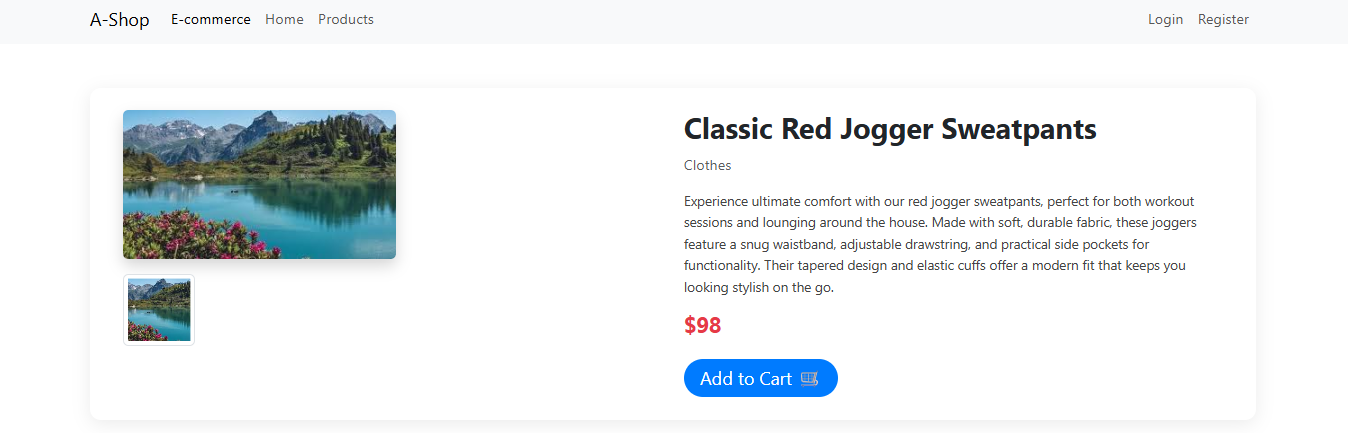 A-Shop E-commerce Home Products Login Register
Classic Red Jogger Sweatpants
Clothes
Experience ultimate comfort with our red jogger sweatpants, perfect for both workout
sessions and lounging around the house. Made with soft, durable fabric, these joggers
feature a snug waistband, adjustable drawstring, and practical side pockets for
functionality. Their tapered design and elastic cuffs offer a modern fit that keeps you
looking stylish on the go.
$98
Add to Cart